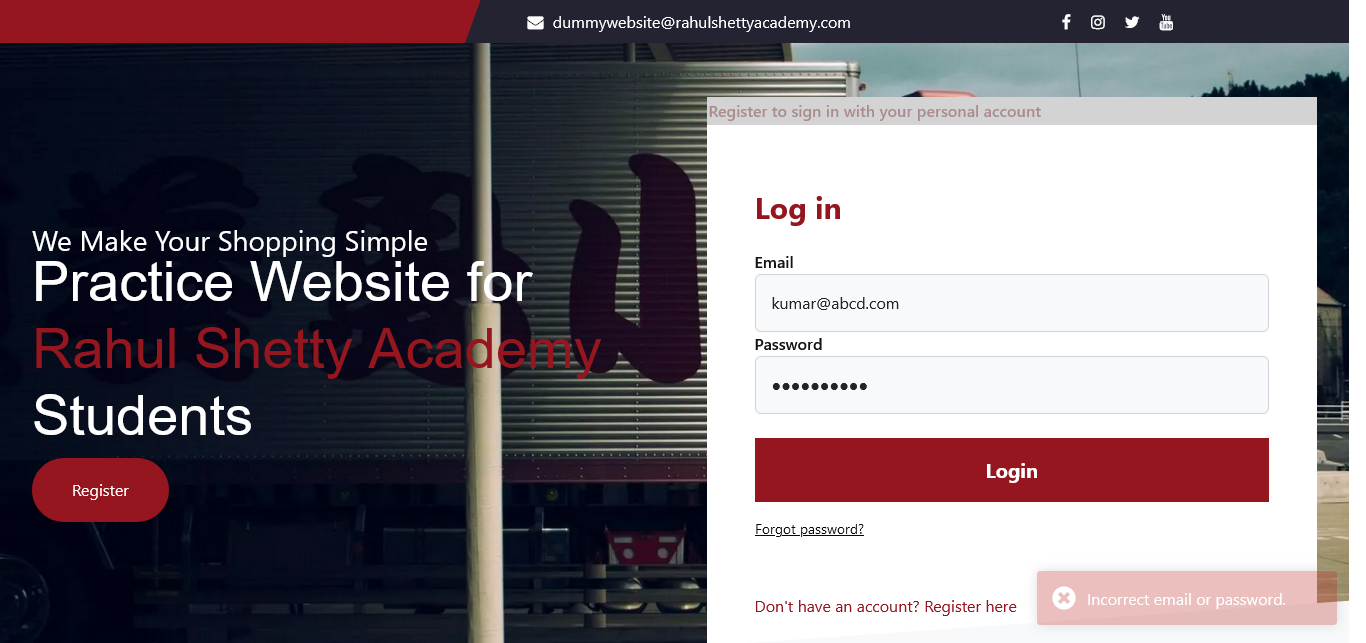 dummywebsite@rahulshettyacademy.com
Register to sign in with your personal account
We Make Your Shopping Simple
Practice Website for
Rahul Shetty Academy
Students
Register
Log in
Email
kumar@abcd.com
Password
Login
Forgot password?
Don't have an account? Register here
Incorrect email or password.